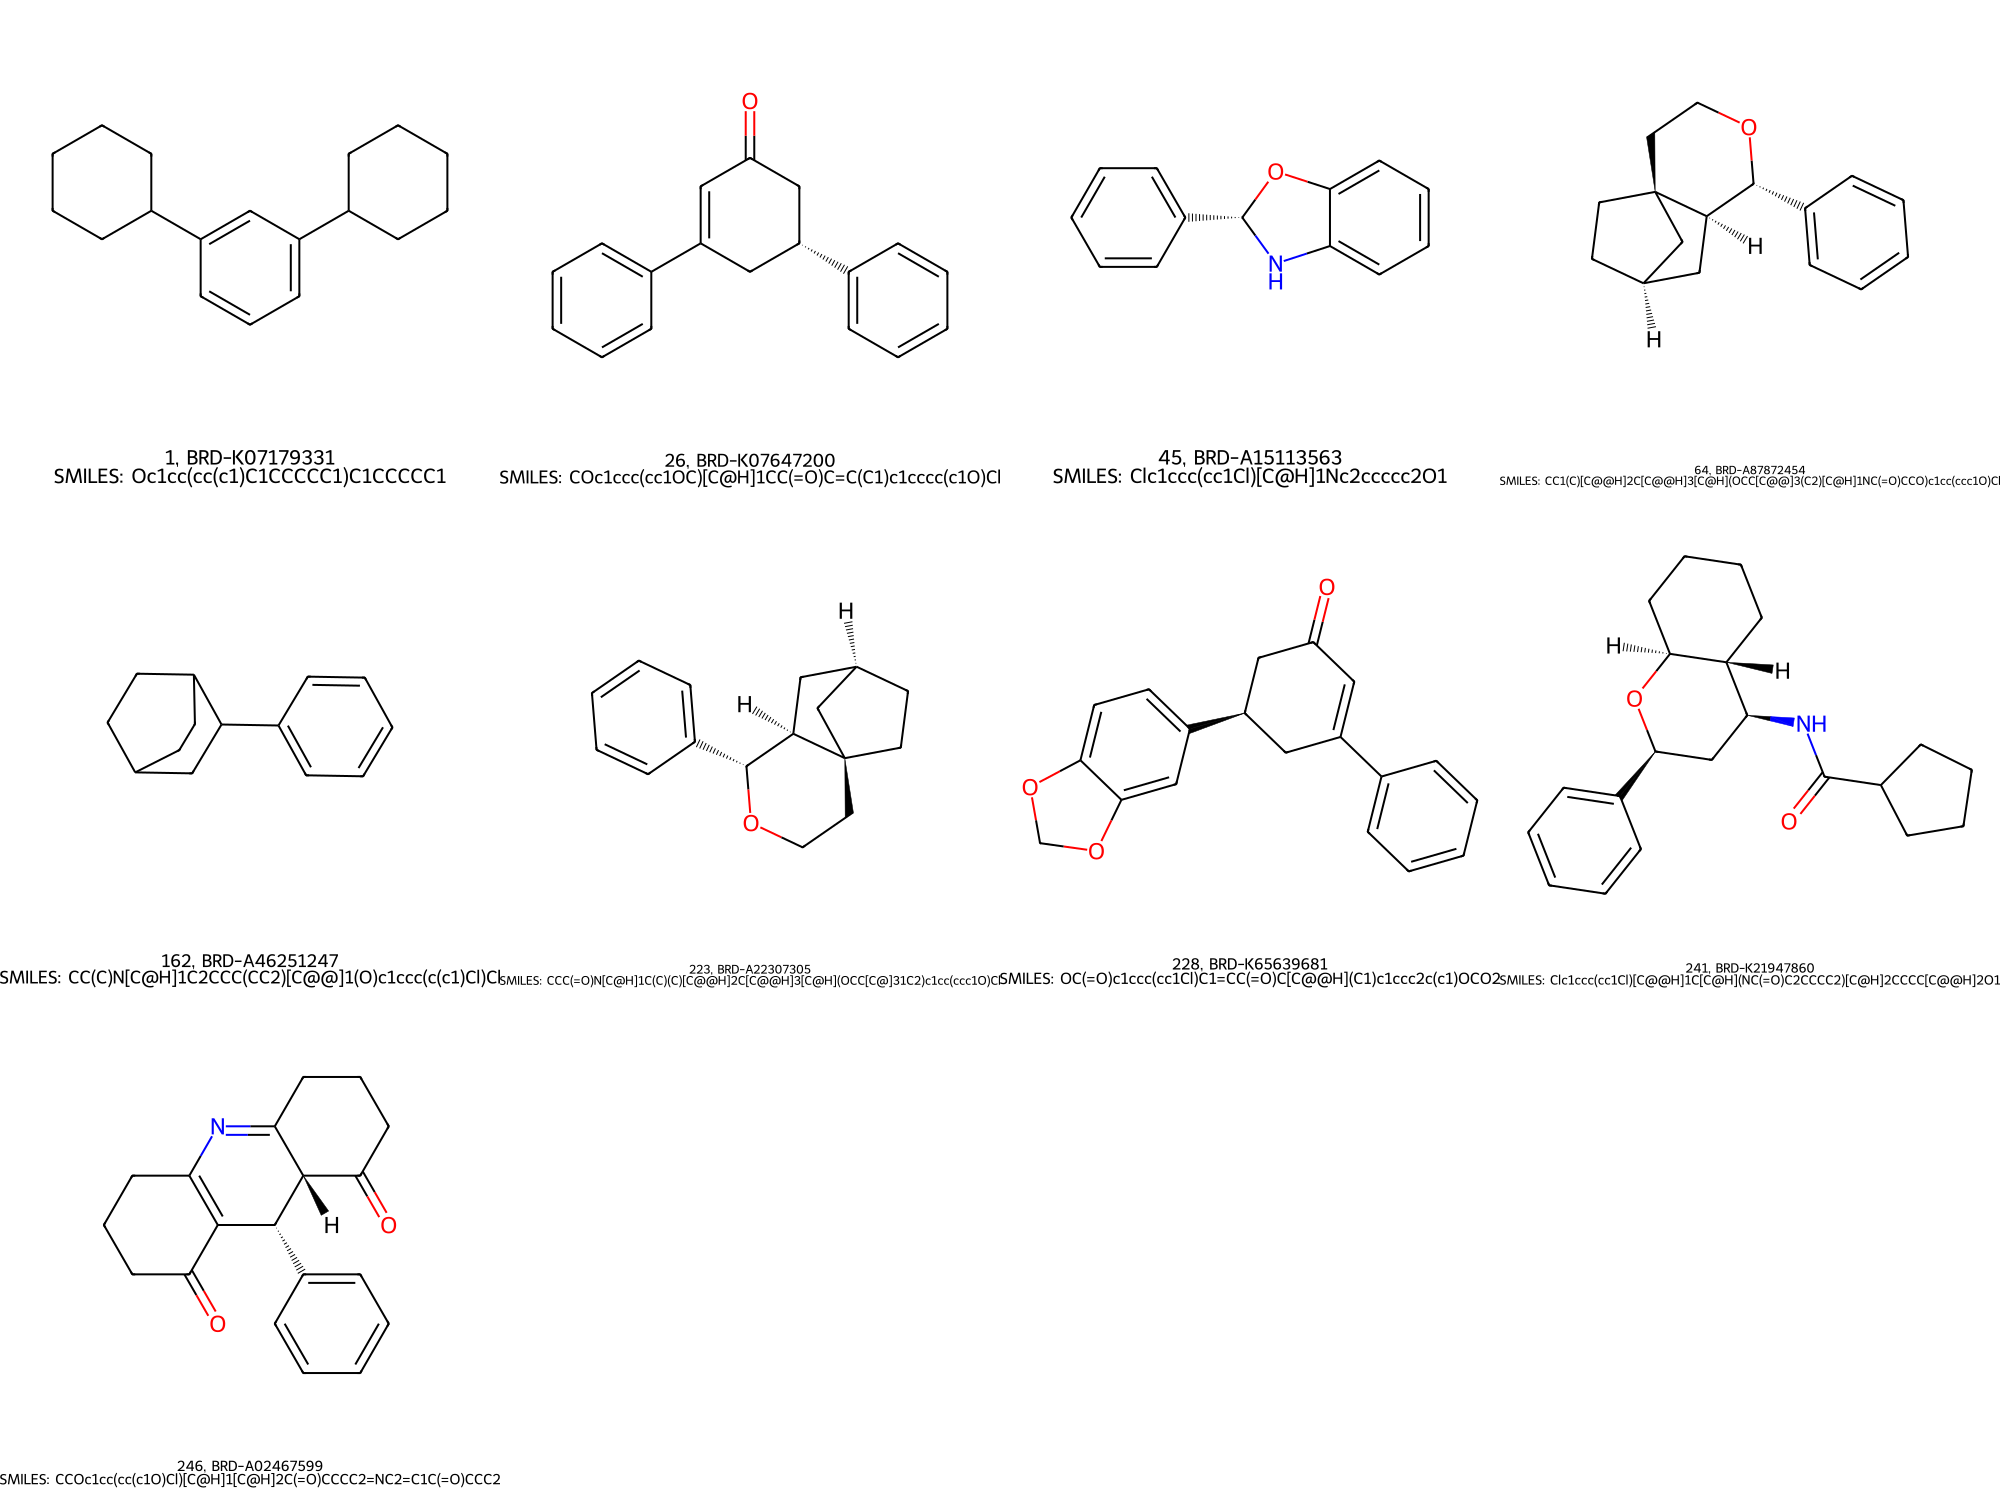 O
O
N
H
O
H
H
1, BRD-K07179331
SMILES: Oc1cc(cc(c1)C1CCCCC1)C1CCCCC1
26, BRD-K07647200
SMILES: COc1ccc(cc1OC)[C@H]1CC(=O)C=C(C1)c1cccc(c1O)Cl
45, BRD-A15113563
SMILES: Clc1ccc(cc1Cl)[C@H]1Nc2ccccc2O1
64, BRD-A87872454
SMILES: CC1(C)[C@@H]2C[C@@H]3[C@H](OCC[C@@]3(C2)[C@H]1NC(=O)CCO)c1cc(ccc1O)Cl
H
H
O
O
O
O
H
H
O
NH
O
162, BRD-A46251247
SMILES: CC(C)N[C@H]1C2CCC(CC2)[C@@]1(O)c1ccc(c(c1)Cl)Cl
223, BRD-A22307305
SMILES: CCC(=O)N[C@H]1C(C)(C)[C@@H]2C[C@@H]3[C@H](OCC[C@]31C2)c1cc(ccc1O)Cl
228, BRD-K65639681
SMILES: OC(=O)c1ccc(cc1Cl)C1=CC(=O)C[C@@H](C1)c1ccc2c(c1)OCO2
241, BRD-K21947860
SMILES: Clc1ccc(cc1Cl)[C@@H]1C[C@H](NC(=O)C2CCCC2)[C@H]2CCCC[C@@H]2O1
N
H
O
O
246, BRD-A02467599
SMILES: CCOc1cc(cc(c1O)Cl)[C@H]1[C@H]2C(=O)CCCC2=NC2=C1C(=O)CCC2